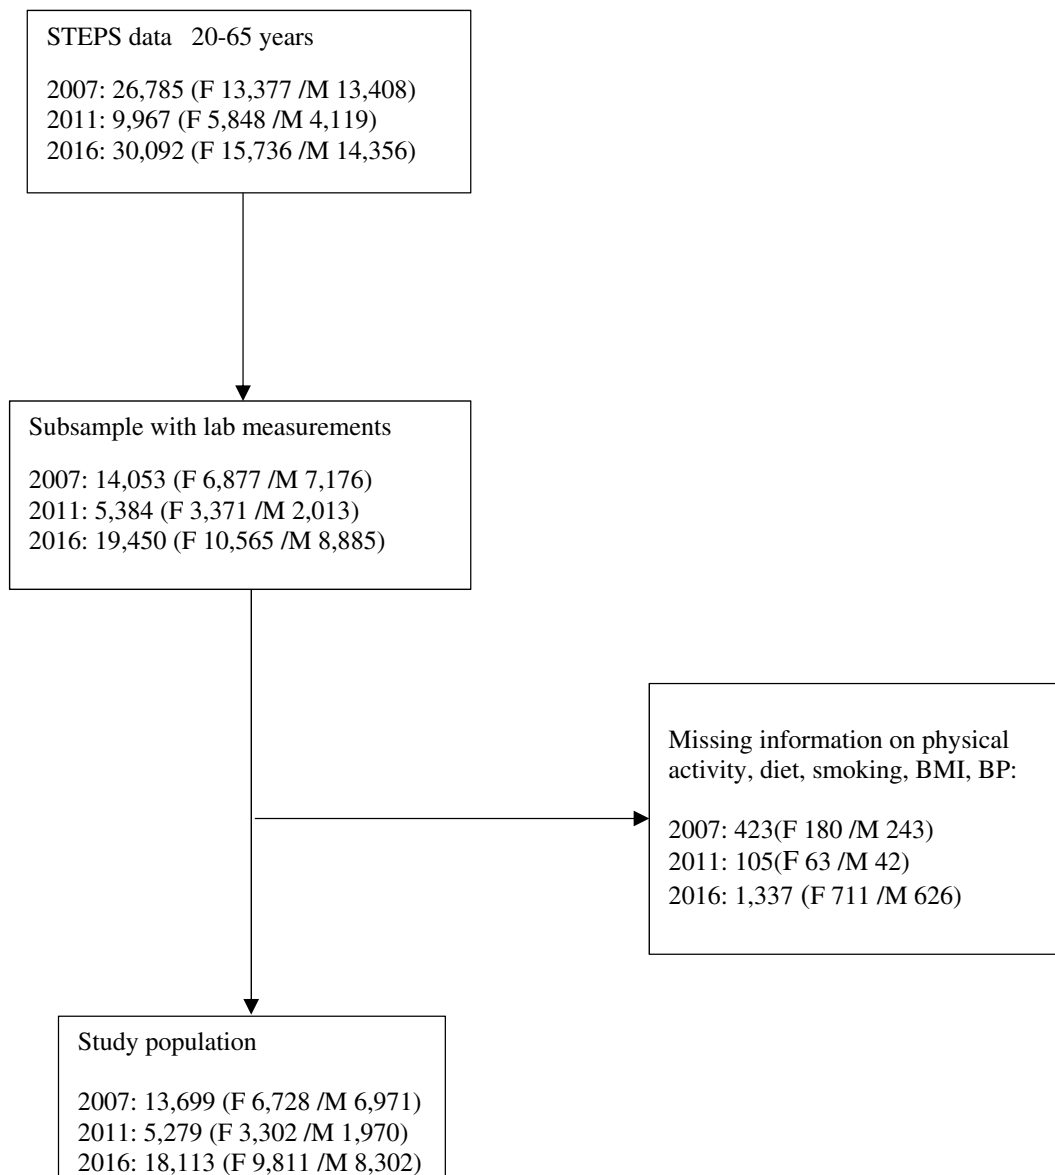 STEPS data 20-65 years
2007: 26,785 (F 13,377 /M 13,408)
2011: 9,967 (F 5,848 /M 4,119)
2016: 30,092 (F 15,736 /M 14,356)
Subsample with lab measurements
2007: 14,053 (F 6,877 /M 7,176)
2011: 5,384 (F 3,371 /M 2,013)
2016: 19,450 (F 10,565 /M 8,885)
Missing information on physical
activity, diet, smoking, BMI, BP:
2007: 423(F 180 /M 243)
2011: 105(F 63 /M 42)
2016: 1,337 (F 711 /M 626)
Study population
2007: 13,699 (F 6,728 /M 6,971)
2011: 5,279 (F 3,302 /M 1,970)
2016: 18,113 (F 9,811 /M 8,302)